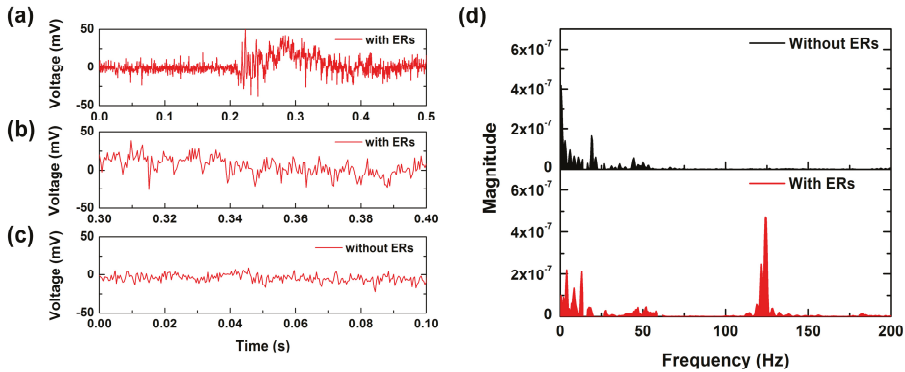 (a)
Voltage (mV)
50
0
-50
with ERs
0.0 0.1 0.2 0.3 0.4 0.5
(b)
Voltage (mV)
50
25
0
-25
-50
with ERs
0.30 0.32 0.34 0.36 0.38 0.40
(c)
Voltage (mV)
50
0
-50
without ERs
0.00 0.02 0.04 0.06 0.08 0.10
Time (s)
(d)
Magnitude
6x10⁻⁷
4x10⁻⁷
2x10⁻⁷
0
Without ERs
6x10⁻⁷
4x10⁻⁷
2x10⁻⁷
0
With ERs
0 50 100 150 200
Frequency (Hz)